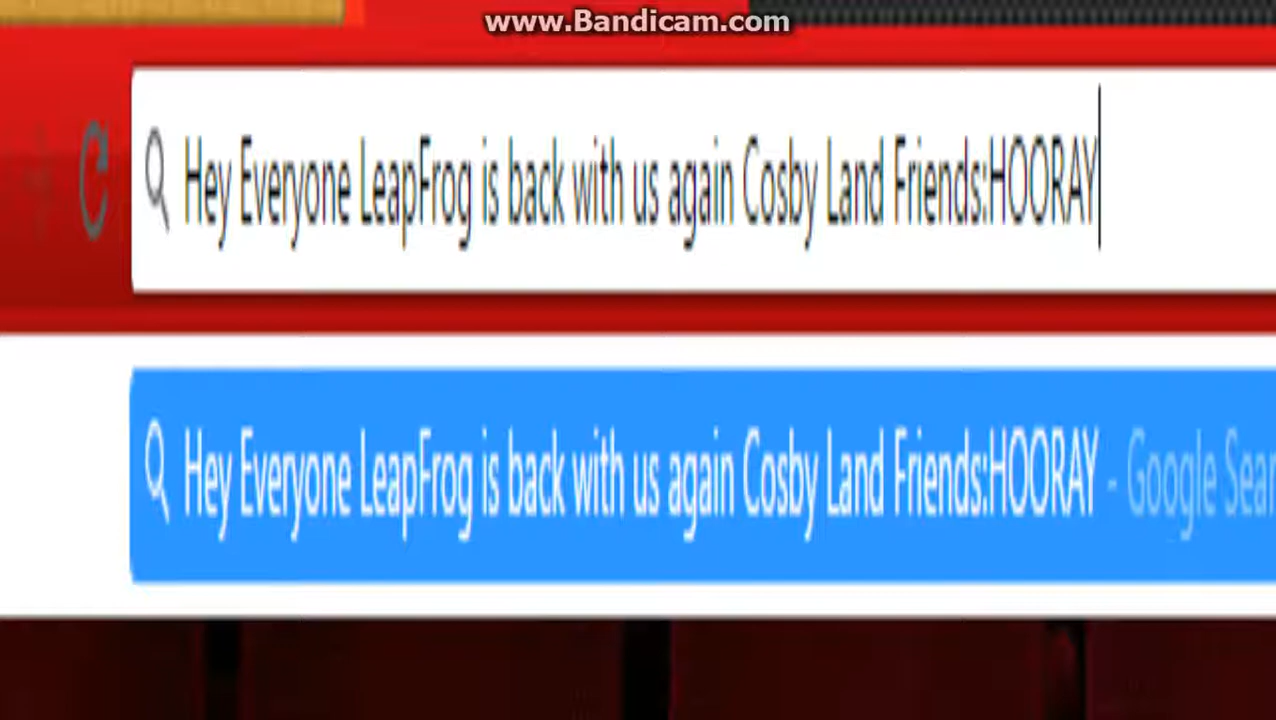 www.Bandicam.com
Hey Everyone LeapFrog is back with us again Cosby Land Friends:HOORAY
Hey Everyone LeapFrog is back with us again Cosby Land Friends:HOORAY - Google Sear